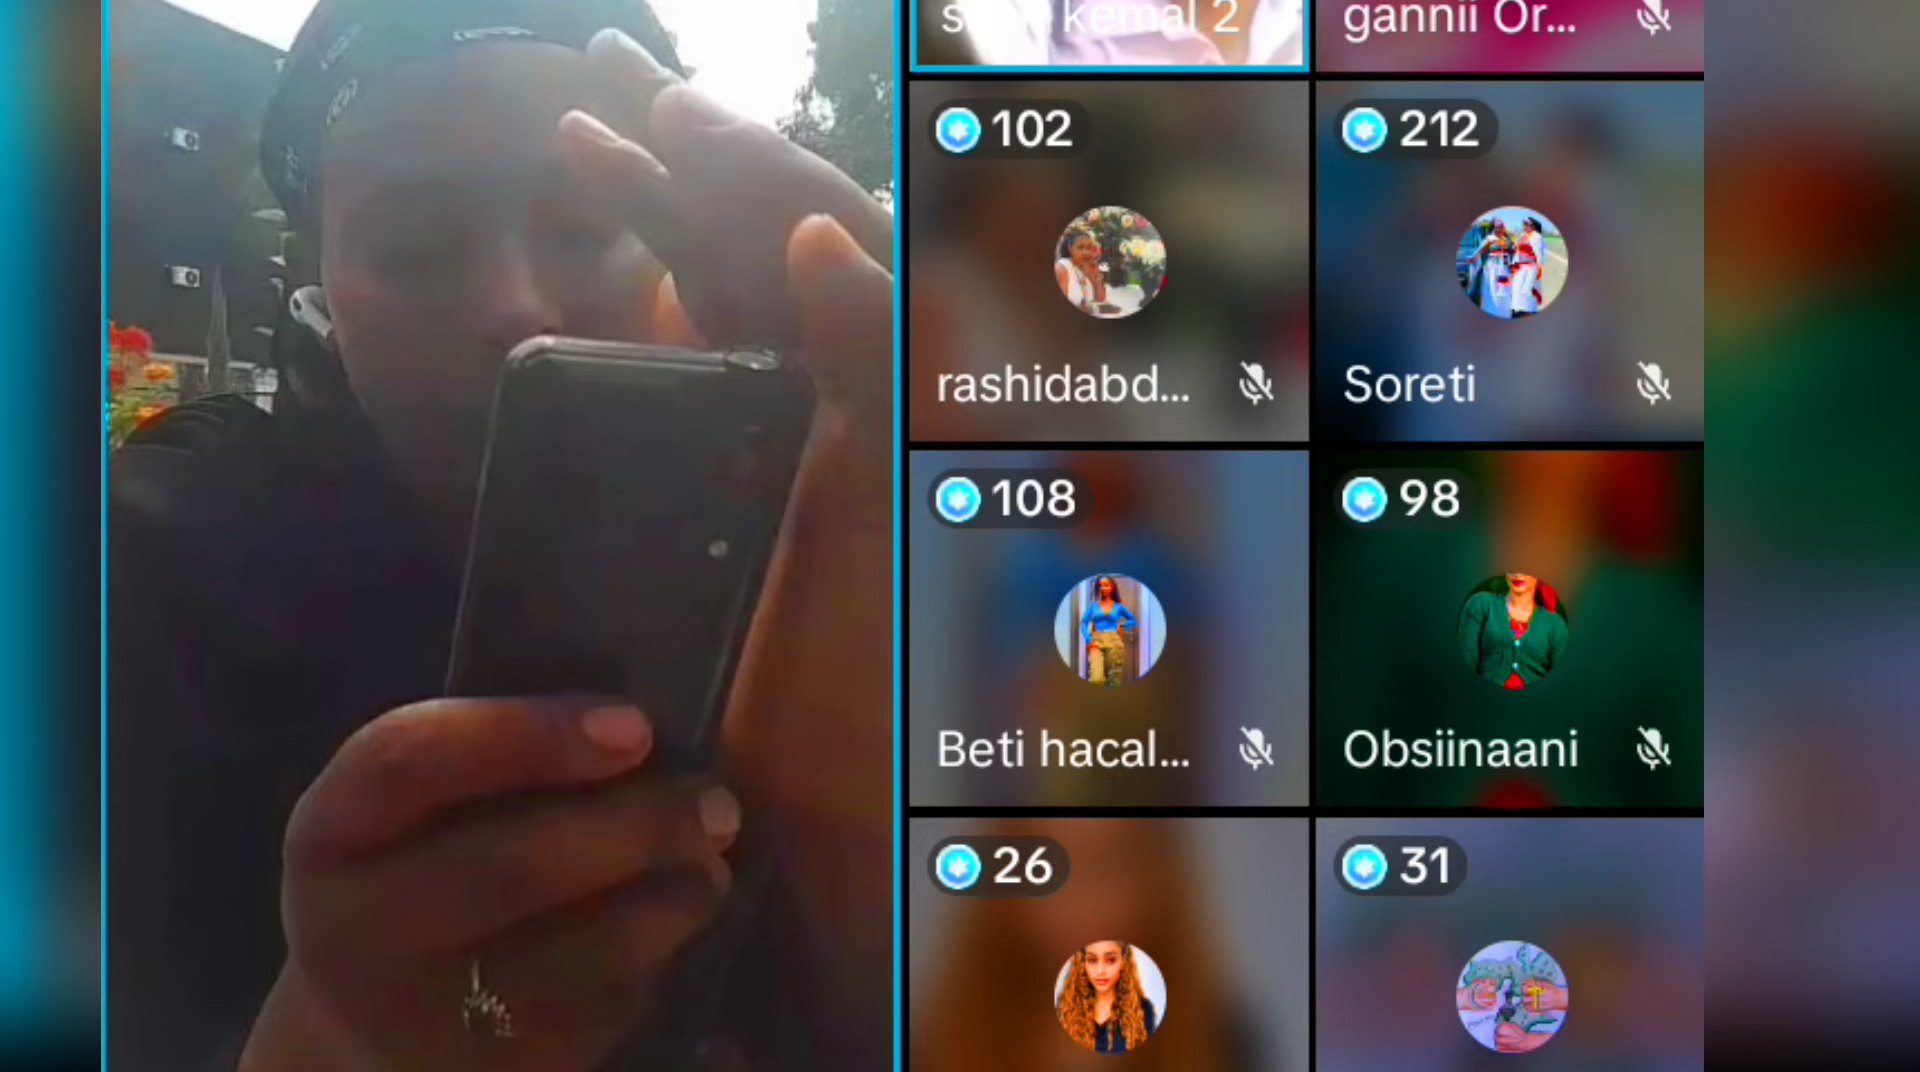 kemal 2
gannii Or...
102
212
rashidabd...
Soreti
108
98
Beti hacal...
Obsiinaani
26
31